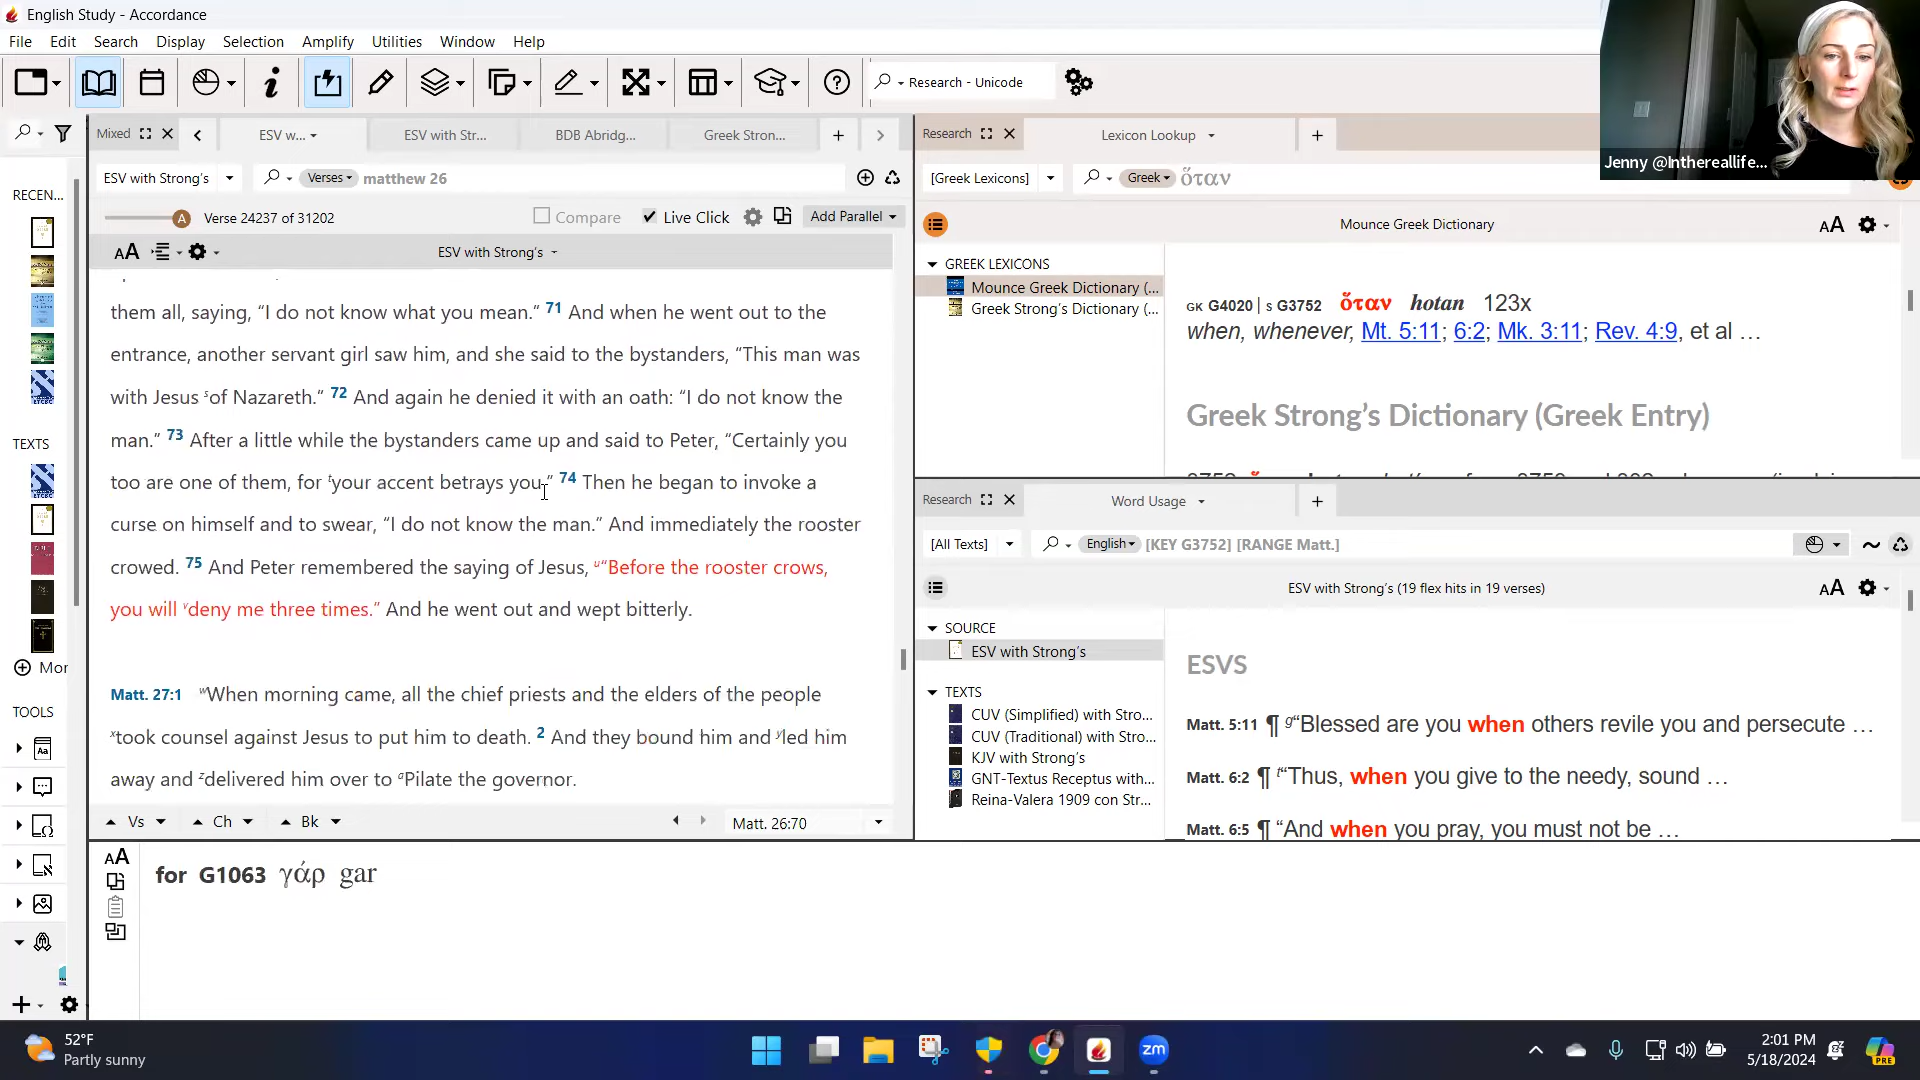 English Study - Accordance
File Edit Search Display Selection Amplify Utilities Window Help
Research - Unicode
Jenny @Inthereallife...
Mixed
ESV w...
ESV with Str...
BDB Abridg...
Greek Stron...
ESV with Strong's
Verses
matthew 26
A
Verse 24237 of 31202
Compare
Live Click
Add Parallel
AA
ESV with Strong's
them all, saying, “I do not know what you mean.” 71 And when he went out to the
entrance, another servant girl saw him, and she said to the bystanders, “This man was
with Jesus sof Nazareth.” 72 And again he denied it with an oath: “I do not know the
man.” 73 After a little while the bystanders came up and said to Peter, “Certainly you
too are one of them, for tyour accent betrays you.” 74 Then he began to invoke a
curse on himself and to swear, “I do not know the man.” And immediately the rooster
crowed. 75 And Peter remembered the saying of Jesus, u“Before the rooster crows,
you will vdeny me three times.” And he went out and wept bitterly.
Matt. 27:1 wWhen morning came, all the chief priests and the elders of the people
xtook counsel against Jesus to put him to death. 2 And they bound him and yled him
away and zdelivered him over to aPilate the governor.
Vs Ch Bk
Matt. 26:70
AA
for G1063 γάρ gar
RECEN...
TEXTS
Mor
TOOLS
Aa
Research
Lexicon Lookup
[Greek Lexicons]
Greek
ὅταν
Mounce Greek Dictionary
AA
GREEK LEXICONS
Mounce Greek Dictionary (...
Greek Strong's Dictionary (...
GK G4020 | S G3752 ὅταν hotan 123x
when, whenever, Mt. 5:11; 6:2; Mk. 3:11; Rev. 4:9, et al …
Greek Strong’s Dictionary (Greek Entry)
Research
Word Usage
[All Texts]
English
[KEY G3752] [RANGE Matt.]
ESV with Strong's (19 flex hits in 19 verses)
AA
SOURCE
ESV with Strong's
TEXTS
CUV (Simplified) with Stro...
CUV (Traditional) with Stro...
KJV with Strong's
GNT-Textus Receptus with...
Reina-Valera 1909 con Str...
ESVS
Matt. 5:11 ¶ g“Blessed are you when others revile you and persecute …
Matt. 6:2 ¶ t“Thus, when you give to the needy, sound …
Matt. 6:5 ¶ “And when you pray, you must not be …
52°F
Partly sunny
zm
2:01 PM
5/18/2024
PRE